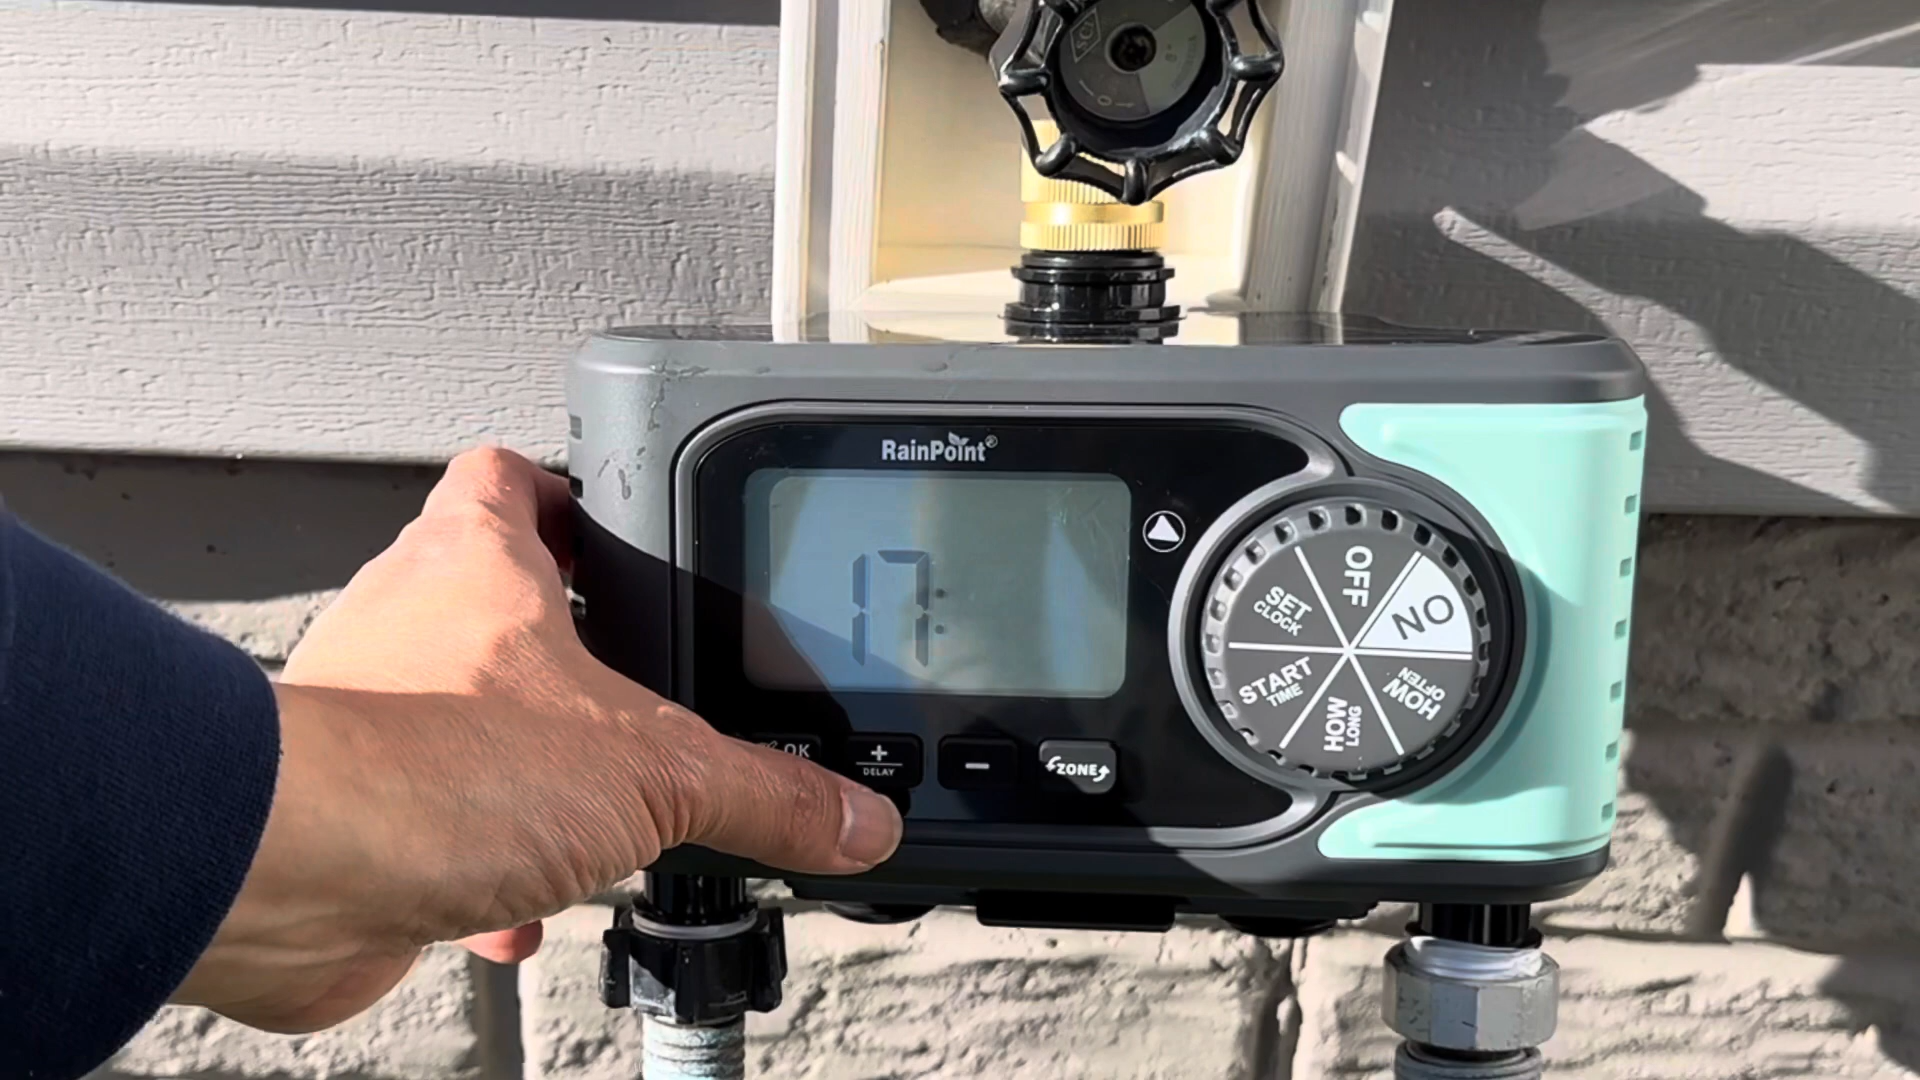 RainPoint®
17:
OFF
ON
SET
CLOCK
START
TIME
HOW
LONG
HOW
OFTEN
OK
+
DELAY
−
ZONE